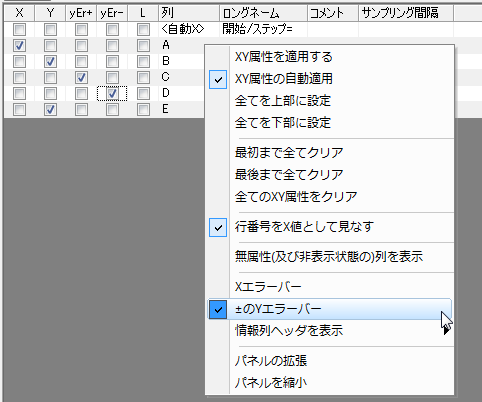 X Y yEr+ yEr- L 列 ロングネーム コメント サンプリング間隔
<自動X> 開始/ステップ=
A
B
C
D
E
XY属性を適用する
XY属性の自動適用
全てを上部に設定
全てを下部に設定
最初まで全てクリア
最後まで全てクリア
全てのXY属性をクリア
行番号をX値として見なす
無属性(及び非表示状態の)列を表示
Xエラーバー
±のYエラーバー
情報列ヘッダを表示
パネルの拡張
パネルを縮小